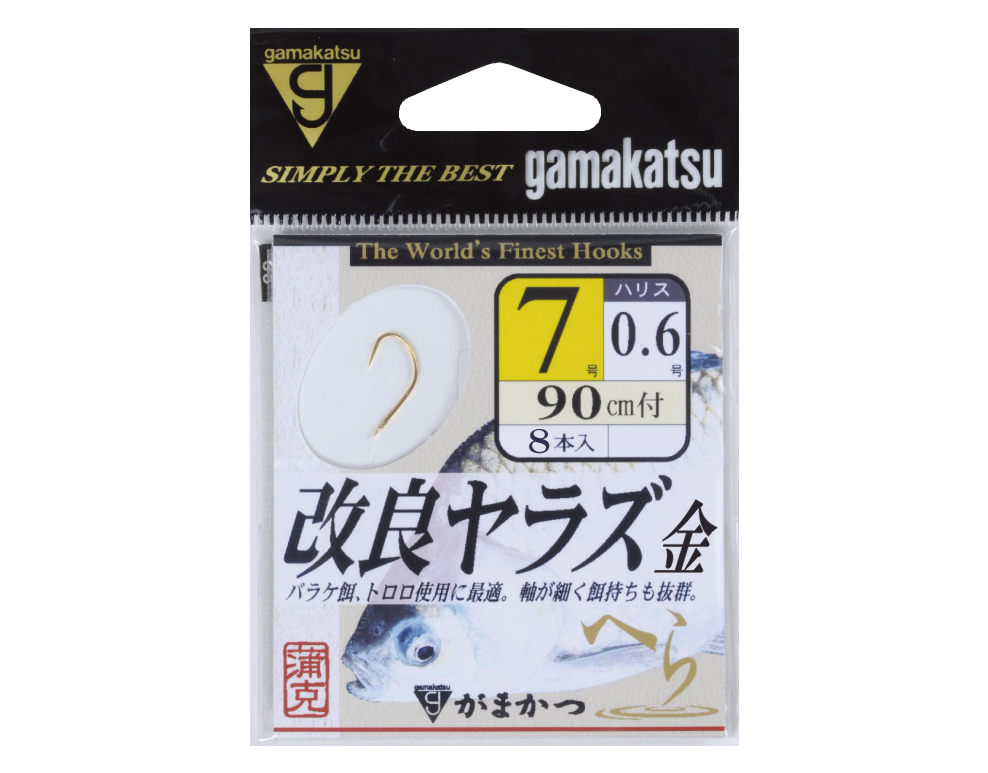 gamakatsu
g
SIMPLY THE BEST
gamakatsu
The World's Finest Hooks
7号
ハリス
0.6号
90cm付
8本入
改良ヤラズ 金
バラケ餌、トロロ使用に最適。軸が細く餌持ちも抜群。
へら
蒲克
gamakatsu
g
がまかつ